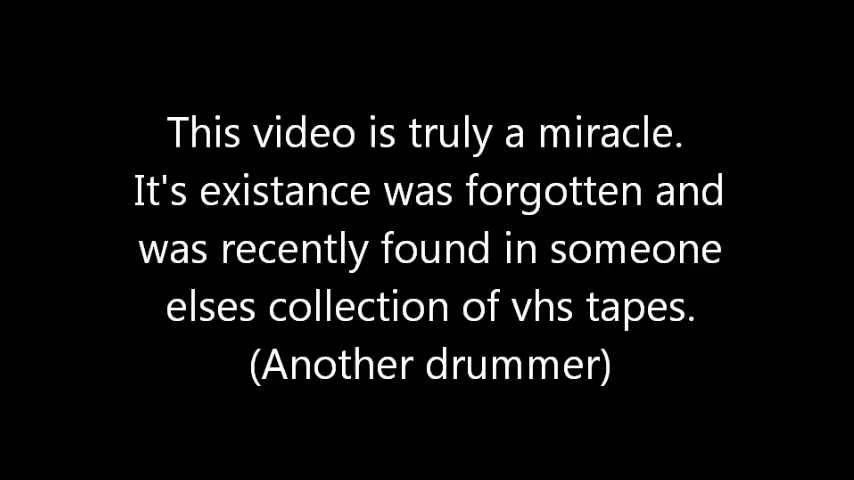 This video is truly a miracle.
It's existance was forgotten and
was recently found in someone
elses collection of vhs tapes.
(Another drummer)